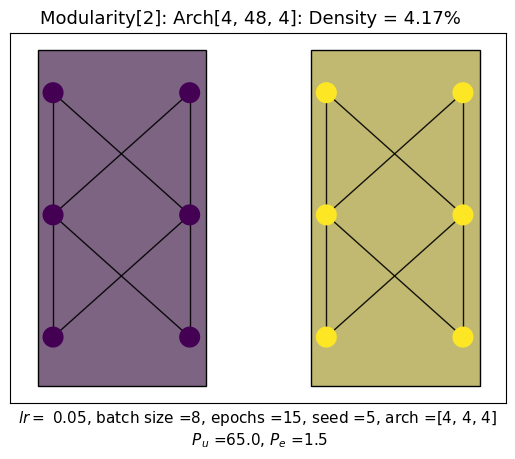 Modularity[2]: Arch[4, 48, 4]: Density = 4.17%
lr = 0.05, batch size =8, epochs =15, seed =5, arch =[4, 4, 4]
P_u =65.0, P_e =1.5